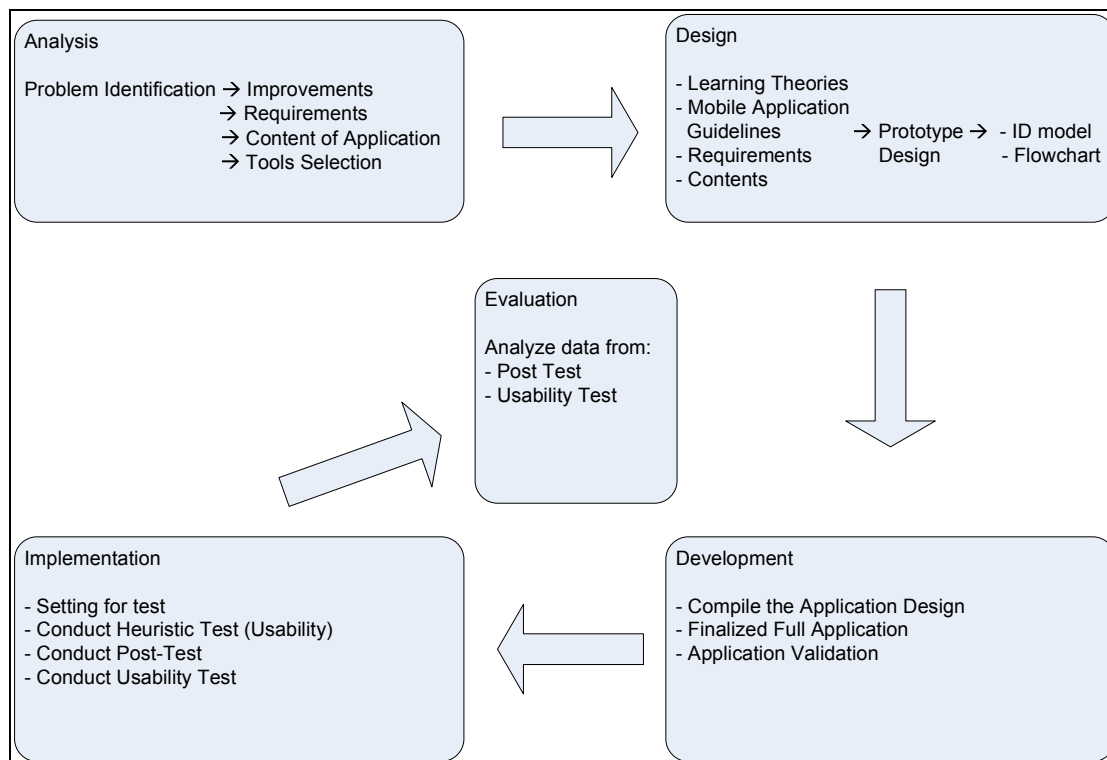 Analysis
Problem Identification → Improvements
→ Requirements
→ Content of Application
→ Tools Selection
Design
- Learning Theories
- Mobile Application
Guidelines → Prototype → - ID model
- Requirements Design - Flowchart
- Contents
Evaluation
Analyze data from:
- Post Test
- Usability Test
Implementation
- Setting for test
- Conduct Heuristic Test (Usability)
- Conduct Post-Test
- Conduct Usability Test
Development
- Compile the Application Design
- Finalized Full Application
- Application Validation